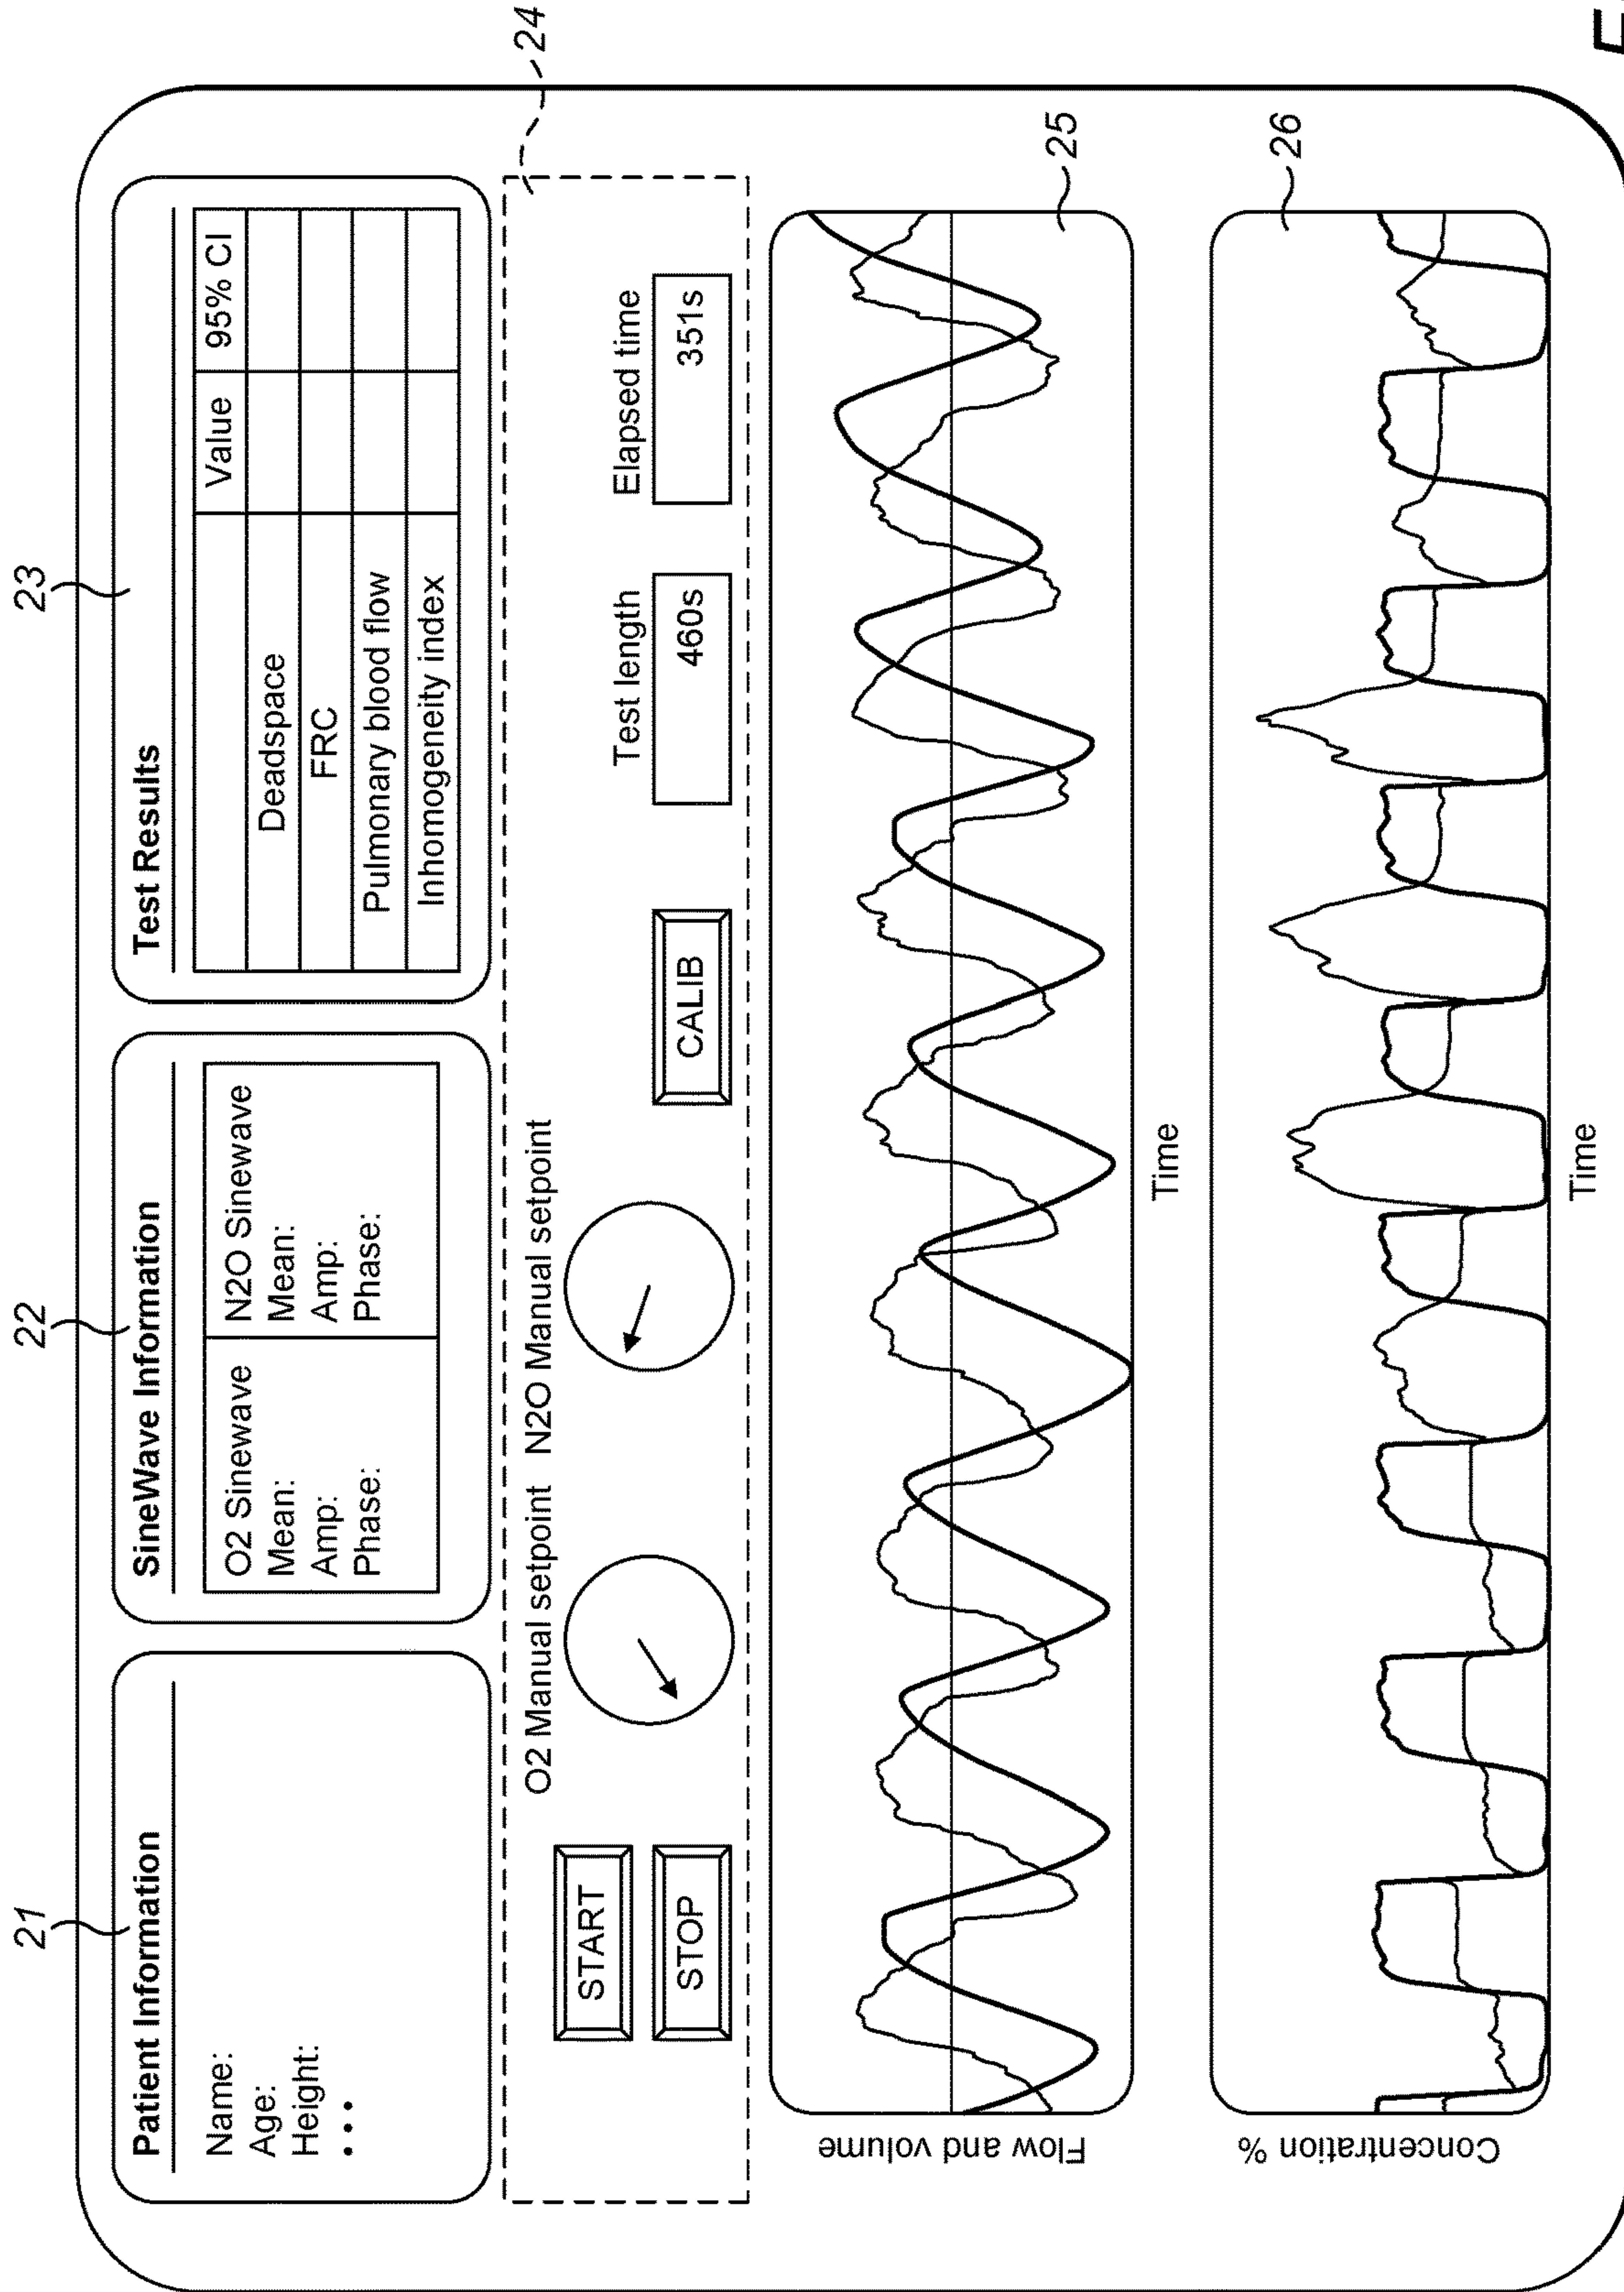 21
22
23
Patient Information
Name:
Age:
Height:
...
SineWave Information
O2 Sinewave
Mean:
Amp:
Phase:
N2O Sinewave
Mean:
Amp:
Phase:
Test Results
Value 95% CI
Deadspace
FRC
Pulmonary blood flow
Inhomogeneity index
24
START
STOP
O2 Manual setpoint
N2O Manual setpoint
CALIB
Test length
460s
Elapsed time
351s
Flow and volume
25
Time
Concentration %
26
Time